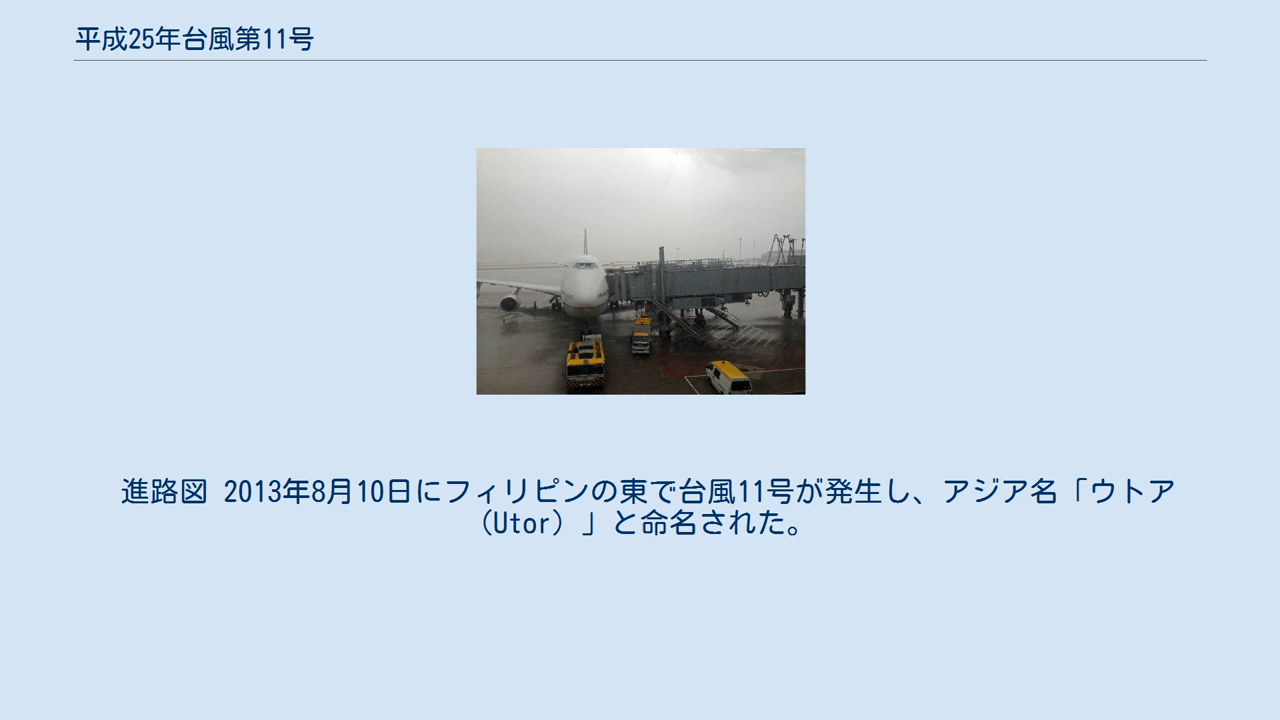 平成25年台風第11号
進路図 2013年8月10日にフィリピンの東で台風11号が発生し、アジア名「ウトア
（Utor）」と命名された。